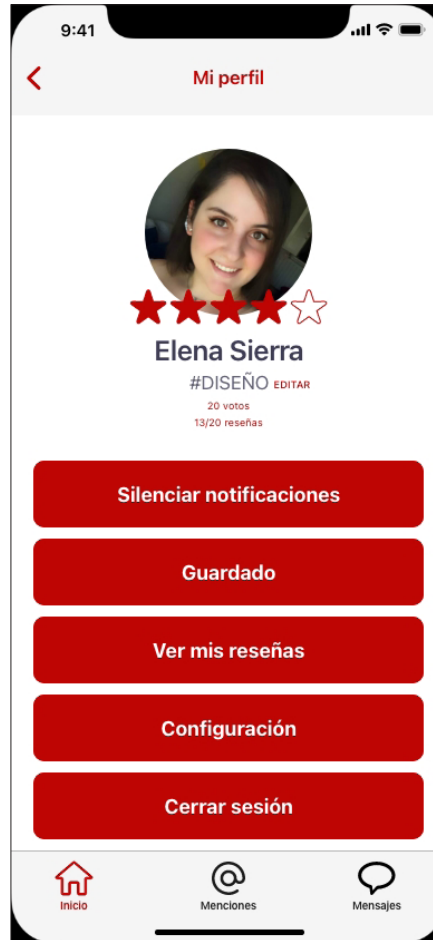 9:41
Mi perfil
Elena Sierra
#DISEÑO EDITAR
20 votos
13/20 reseñas
Silenciar notificaciones
Guardado
Ver mis reseñas
Configuración
Cerrar sesión
Inicio Menciones Mensajes